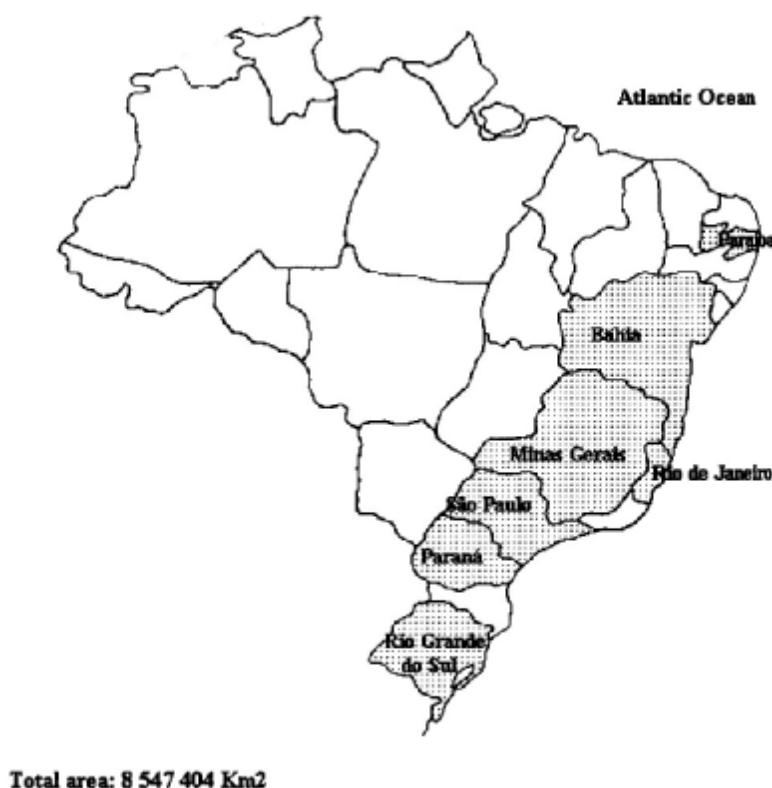 Atlantic Ocean
Paraiba
Bahia
Minas Gerais
Rio de Janeiro
São Paulo
Paraná
Rio Grande
do Sul
Total area: 8 547 404 Km2